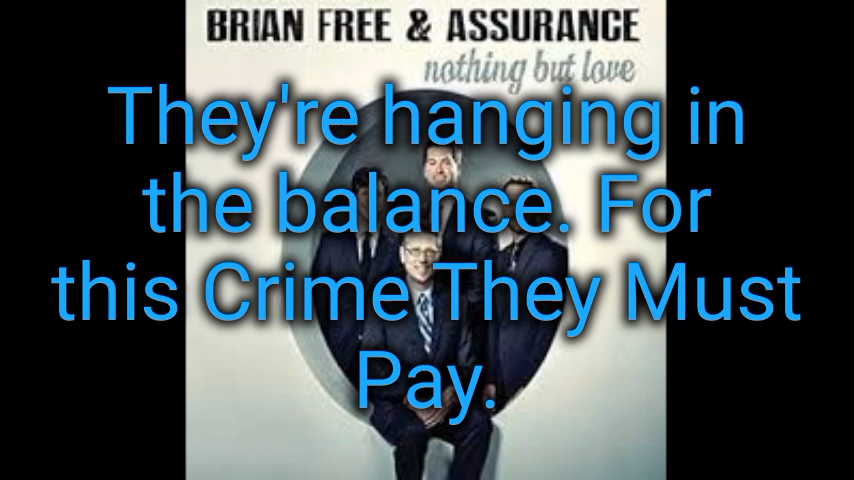 BRIAN FREE & ASSURANCE
nothing but love
They're hanging in
the balance. For
this Crime They Must
Pay.